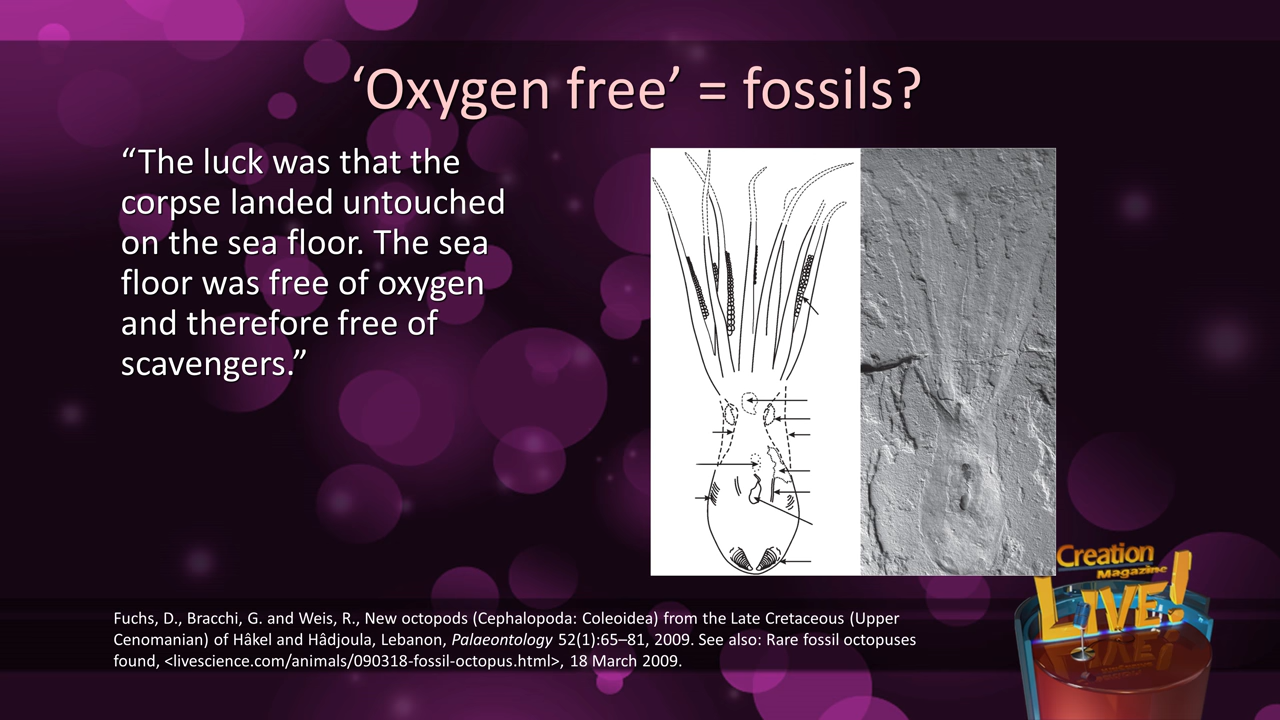 ‘Oxygen free’ = fossils?
“The luck was that the
corpse landed untouched
on the sea floor. The sea
floor was free of oxygen
and therefore free of
scavengers.”
Fuchs, D., Bracchi, G. and Weis, R., New octopods (Cephalopoda: Coleoidea) from the Late Cretaceous (Upper
Cenomanian) of Hâkel and Hâdjoula, Lebanon, Palaeontology 52(1):65–81, 2009. See also: Rare fossil octopuses
found, <livescience.com/animals/090318-fossil-octopus.html>, 18 March 2009.
Creation
Magazine
LiVE!